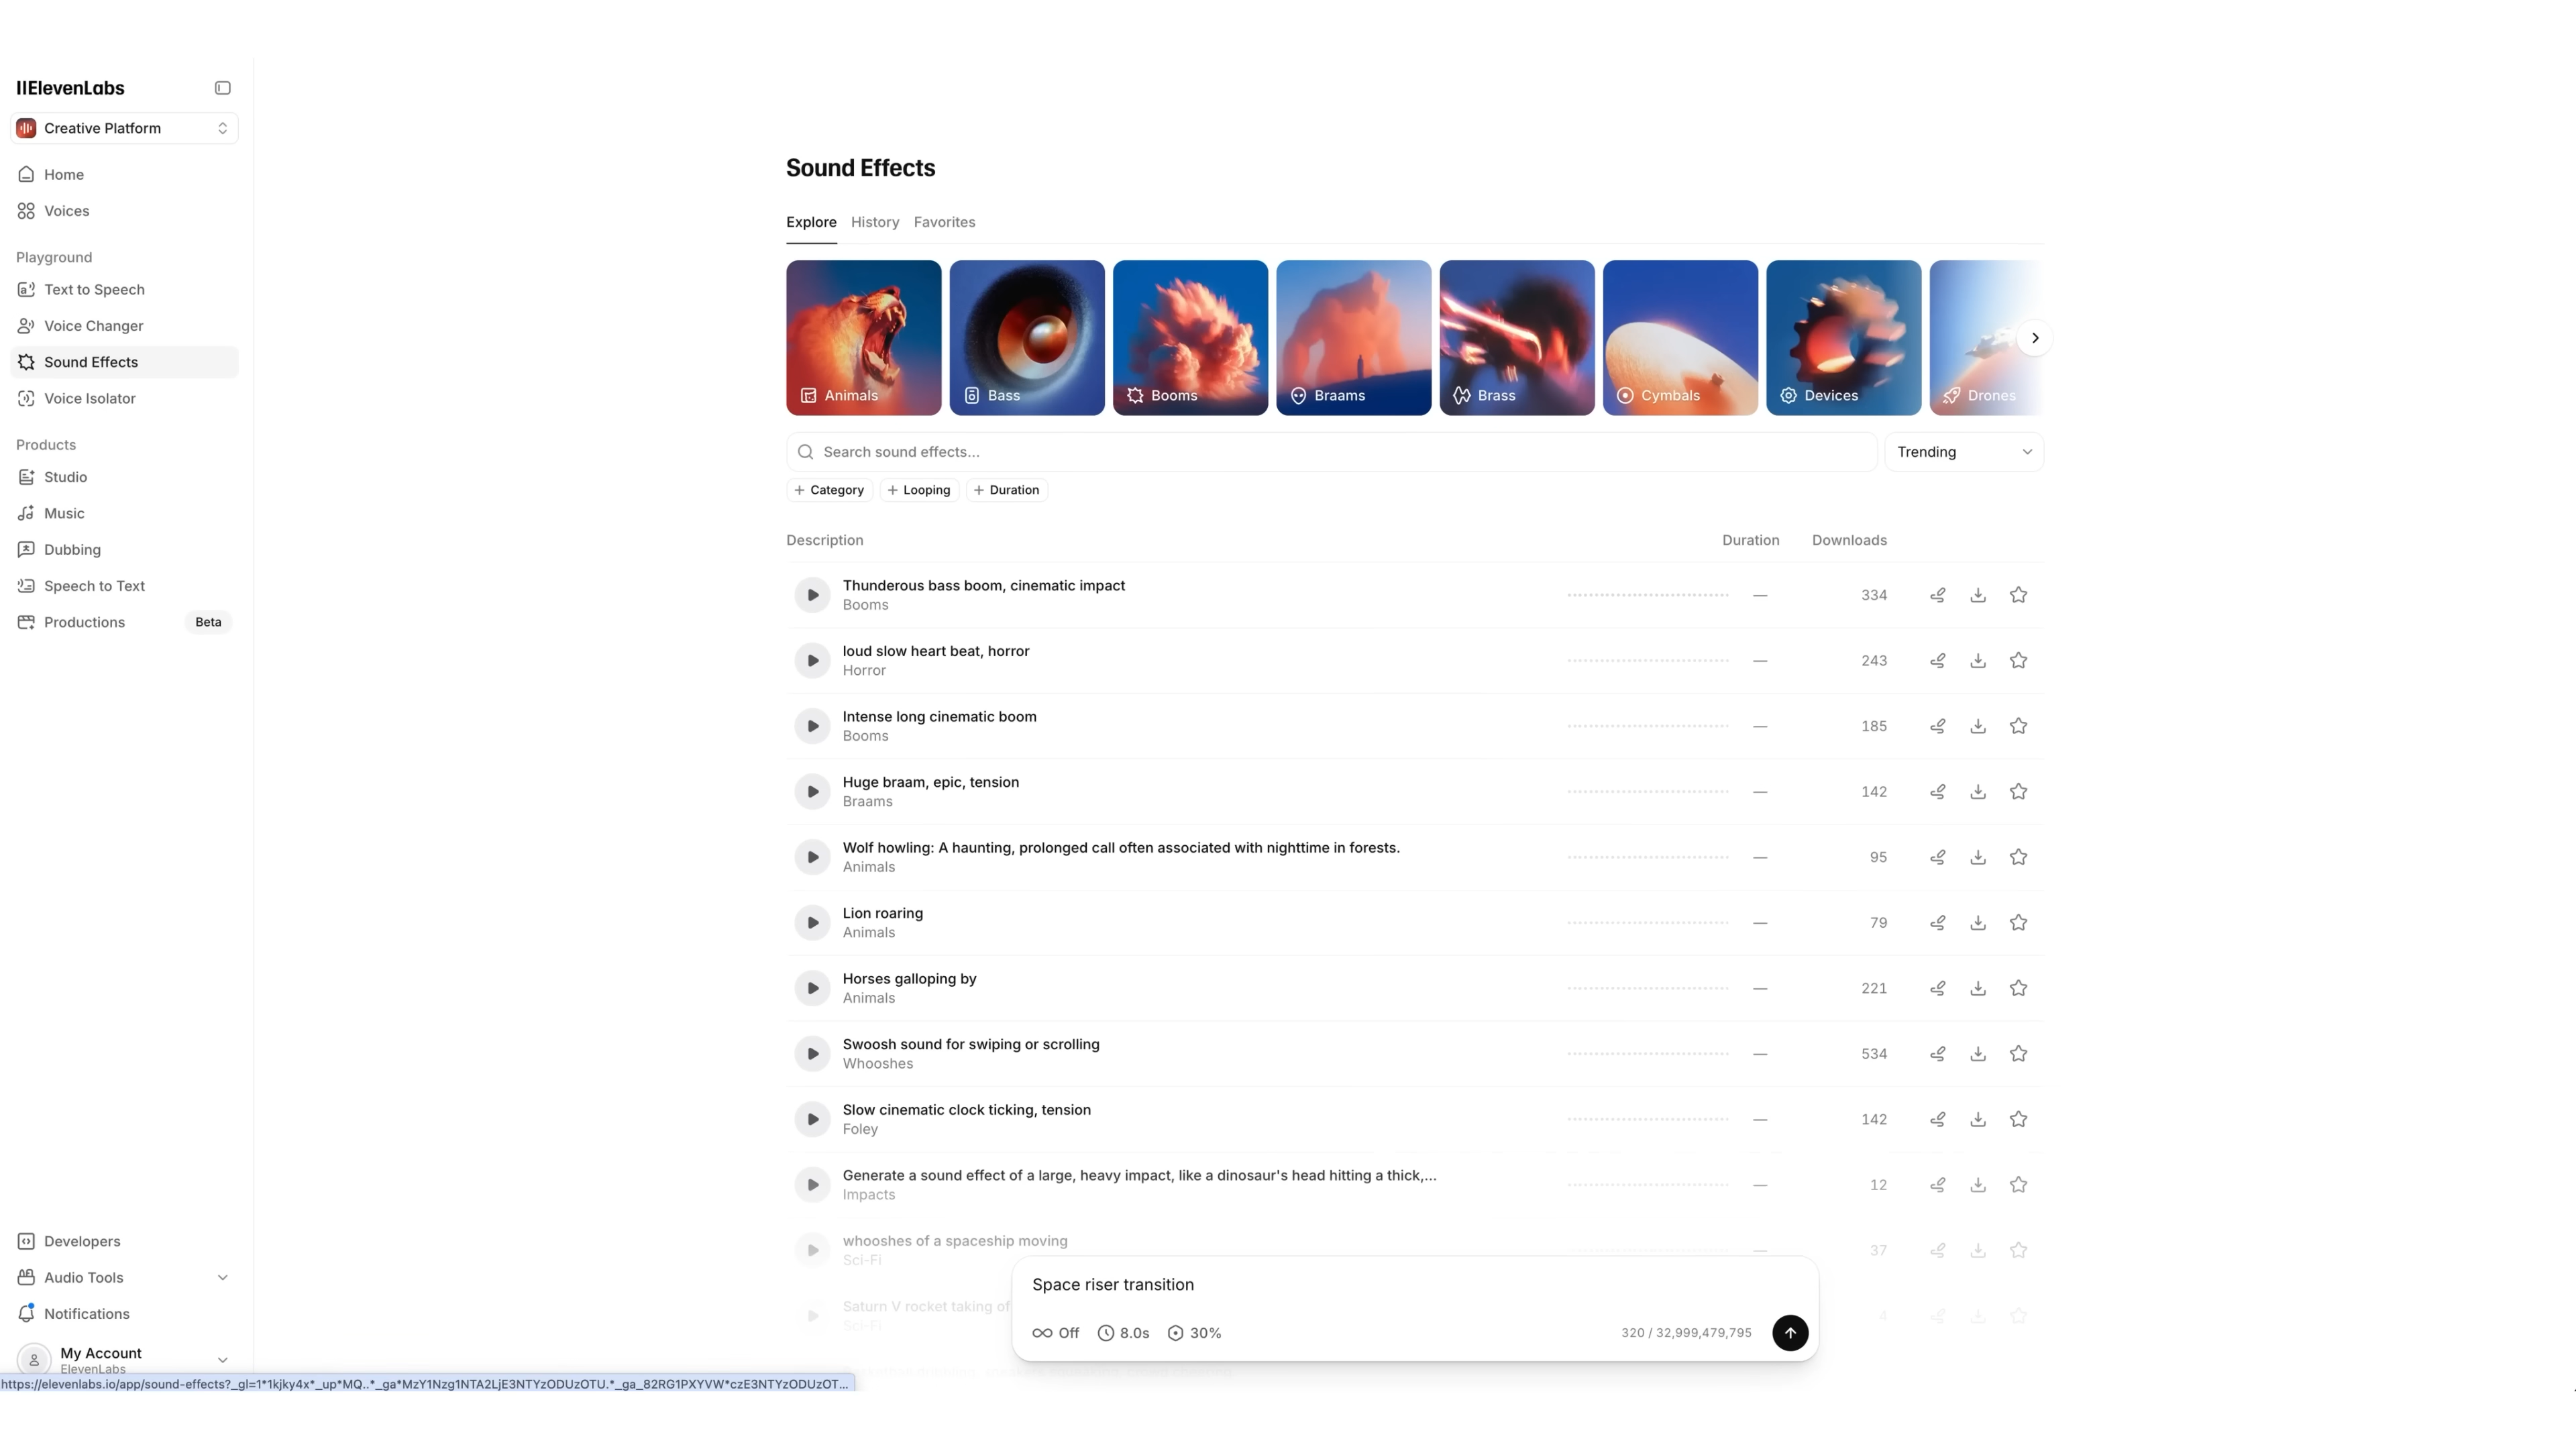 IIElevenLabs
Creative Platform
Home
Voices
Playground
Text to Speech
Voice Changer
Sound Effects
Voice Isolator
Products
Studio
Music
Dubbing
Speech to Text
Productions Beta
Developers
Audio Tools
Notifications
My Account
ElevenLabs
https://elevenlabs.io/app/sound-effects?_gl=1*1kjky4x*_up*MQ..*_ga*MzY1Nzg1NTA2LjE3NTYzODUzOTU.*_ga_82RG1PXYVW*czE3NTYzODUzOT...
Sound Effects
Explore History Favorites
Animals Bass Booms Braams Brass Cymbals Devices Drones
Search sound effects...
Trending
+ Category + Looping + Duration
Description Duration Downloads
Thunderous bass boom, cinematic impact
Booms
— 334
loud slow heart beat, horror
Horror
— 243
Intense long cinematic boom
Booms
— 185
Huge braam, epic, tension
Braams
— 142
Wolf howling: A haunting, prolonged call often associated with nighttime in forests.
Animals
— 95
Lion roaring
Animals
— 79
Horses galloping by
Animals
— 221
Swoosh sound for swiping or scrolling
Whooshes
— 534
Slow cinematic clock ticking, tension
Foley
— 142
Generate a sound effect of a large, heavy impact, like a dinosaur's head hitting a thick,...
Impacts
— 12
whooshes of a spaceship moving
Sci-Fi
— 37
Saturn V rocket taking of
Sci-Fi
4
Space riser transition
Off 8.0s 30%
320 / 32,999,479,795